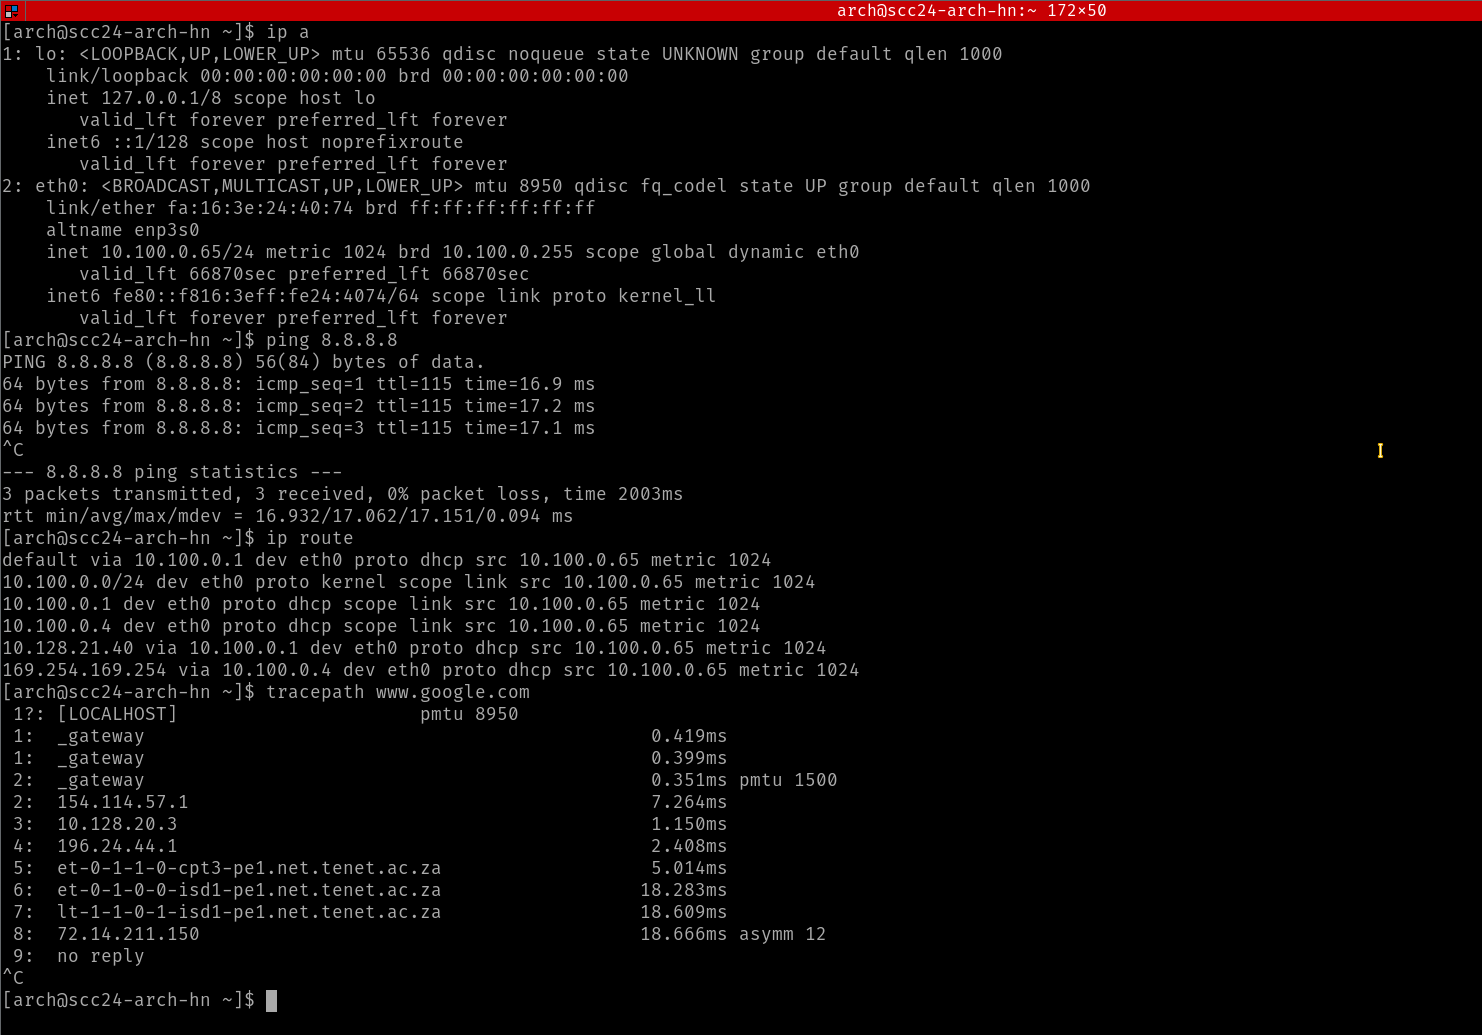 arch@scc24-arch-hn:~ 172×50
[arch@scc24-arch-hn ~]$ ip a
1: lo: <LOOPBACK,UP,LOWER_UP> mtu 65536 qdisc noqueue state UNKNOWN group default qlen 1000
    link/loopback 00:00:00:00:00:00 brd 00:00:00:00:00:00
    inet 127.0.0.1/8 scope host lo
       valid_lft forever preferred_lft forever
    inet6 ::1/128 scope host noprefixroute
       valid_lft forever preferred_lft forever
2: eth0: <BROADCAST,MULTICAST,UP,LOWER_UP> mtu 8950 qdisc fq_codel state UP group default qlen 1000
    link/ether fa:16:3e:24:40:74 brd ff:ff:ff:ff:ff:ff
    altname enp3s0
    inet 10.100.0.65/24 metric 1024 brd 10.100.0.255 scope global dynamic eth0
       valid_lft 66870sec preferred_lft 66870sec
    inet6 fe80::f816:3eff:fe24:4074/64 scope link proto kernel_ll
       valid_lft forever preferred_lft forever
[arch@scc24-arch-hn ~]$ ping 8.8.8.8
PING 8.8.8.8 (8.8.8.8) 56(84) bytes of data.
64 bytes from 8.8.8.8: icmp_seq=1 ttl=115 time=16.9 ms
64 bytes from 8.8.8.8: icmp_seq=2 ttl=115 time=17.2 ms
64 bytes from 8.8.8.8: icmp_seq=3 ttl=115 time=17.1 ms
^C
--- 8.8.8.8 ping statistics ---
3 packets transmitted, 3 received, 0% packet loss, time 2003ms
rtt min/avg/max/mdev = 16.932/17.062/17.151/0.094 ms
[arch@scc24-arch-hn ~]$ ip route
default via 10.100.0.1 dev eth0 proto dhcp src 10.100.0.65 metric 1024
10.100.0.0/24 dev eth0 proto kernel scope link src 10.100.0.65 metric 1024
10.100.0.1 dev eth0 proto dhcp scope link src 10.100.0.65 metric 1024
10.100.0.4 dev eth0 proto dhcp scope link src 10.100.0.65 metric 1024
10.128.21.40 via 10.100.0.1 dev eth0 proto dhcp src 10.100.0.65 metric 1024
169.254.169.254 via 10.100.0.4 dev eth0 proto dhcp src 10.100.0.65 metric 1024
[arch@scc24-arch-hn ~]$ tracepath www.google.com
 1?: [LOCALHOST]                      pmtu 8950
 1:  _gateway                                              0.419ms
 1:  _gateway                                              0.399ms
 2:  _gateway                                              0.351ms pmtu 1500
 2:  154.114.57.1                                          7.264ms
 3:  10.128.20.3                                           1.150ms
 4:  196.24.44.1                                           2.408ms
 5:  et-0-1-1-0-cpt3-pe1.net.tenet.ac.za                   5.014ms
 6:  et-0-1-0-0-isd1-pe1.net.tenet.ac.za                  18.283ms
 7:  lt-1-1-0-1-isd1-pe1.net.tenet.ac.za                  18.609ms
 8:  72.14.211.150                                        18.666ms asymm 12
 9:  no reply
^C
[arch@scc24-arch-hn ~]$